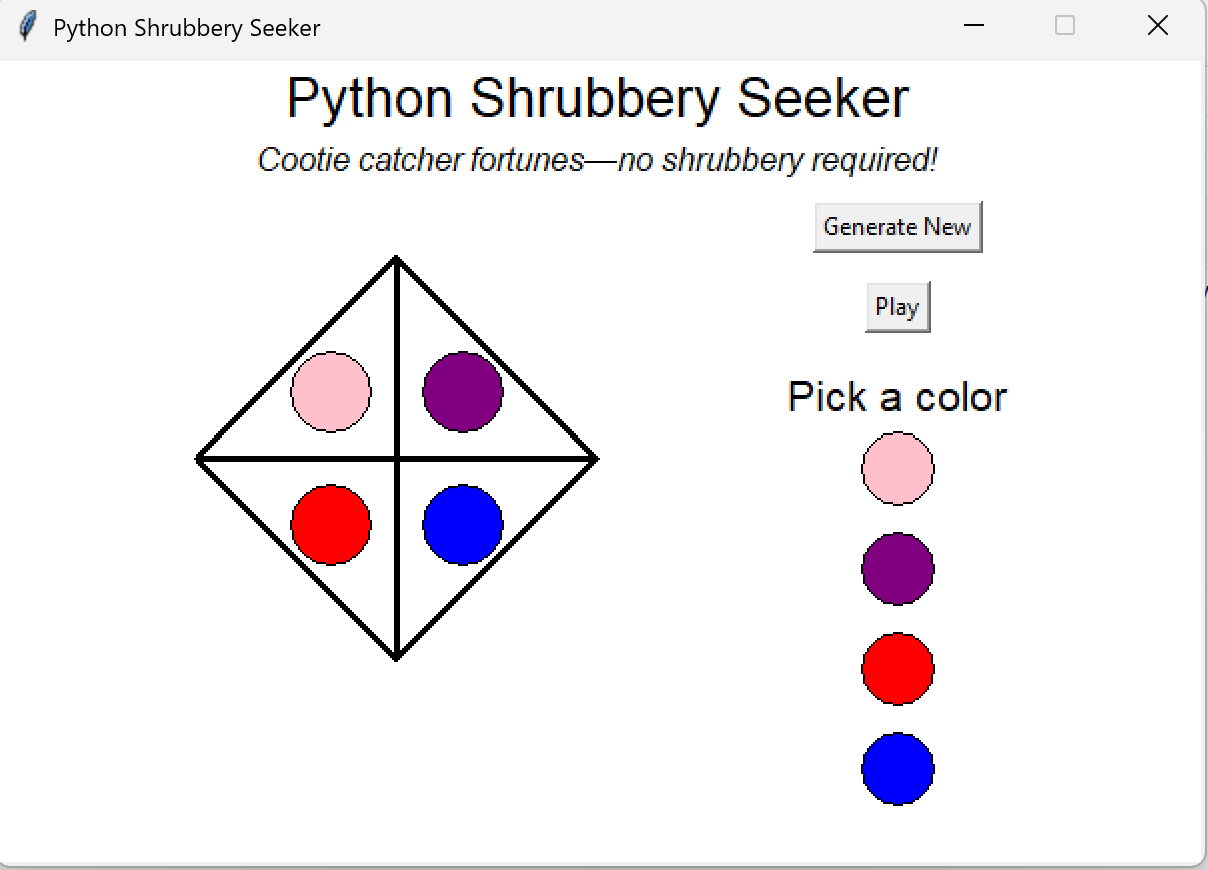 Python Shrubbery Seeker
Python Shrubbery Seeker
Cootie catcher fortunes—no shrubbery required!
Generate New
Play
Pick a color